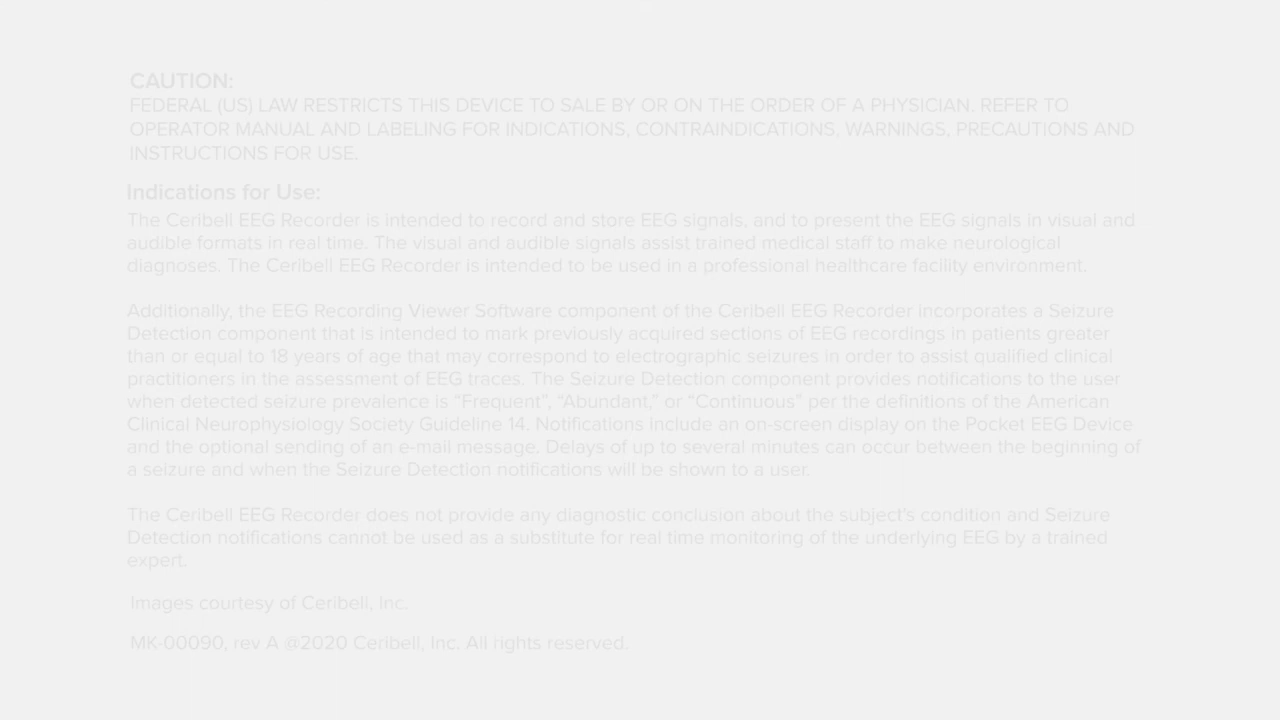 CAUTION:
FEDERAL (US) LAW RESTRICTS THIS DEVICE TO SALE BY OR ON THE ORDER OF A PHYSICIAN. REFER TO
OPERATOR MANUAL AND LABELING FOR INDICATIONS, CONTRAINDICATIONS, WARNINGS, PRECAUTIONS AND
INSTRUCTIONS FOR USE.
Indications for Use:
The Ceribell EEG Recorder is intended to record and store EEG signals, and to present the EEG signals in visual and
audible formats in real time. The visual and audible signals assist trained medical staff to make neurological
diagnoses. The Ceribell EEG Recorder is intended to be used in a professional healthcare facility environment.
Additionally, the EEG Recording Viewer Software component of the Ceribell EEG Recorder incorporates a Seizure
Detection component that is intended to mark previously acquired sections of EEG recordings in patients greater
than or equal to 18 years of age that may correspond to electrographic seizures in order to assist qualified clinical
practitioners in the assessment of EEG traces. The Seizure Detection component provides notifications to the user
when detected seizure prevalence is "Frequent", “Abundant,” or “Continuous” per the definitions of the American
Clinical Neurophysiology Society Guideline 14. Notifications include an on-screen display on the Pocket EEG Device
and the optional sending of an e-mail message. Delays of up to several minutes can occur between the beginning of
a seizure and when the Seizure Detection notifications will be shown to a user.
The Ceribell EEG Recorder does not provide any diagnostic conclusion about the subject's condition and Seizure
Detection notifications cannot be used as a substitute for real time monitoring of the underlying EEG by a trained
expert.
Images courtesy of Ceribell, Inc.
MK-00090, rev A @2020 Ceribell, Inc. All rights reserved.